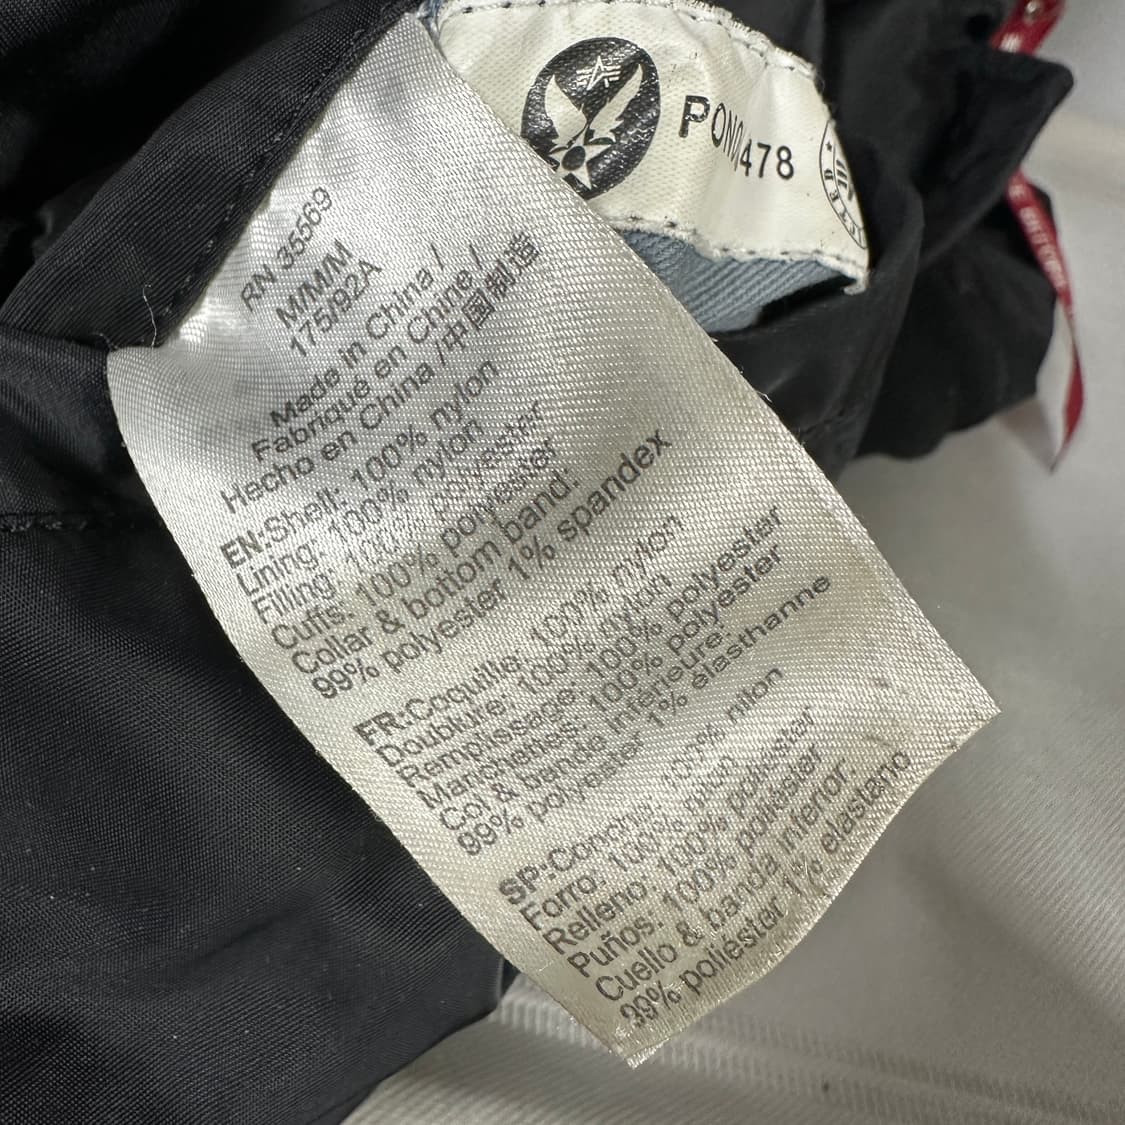 RN 35569
M/M/M
175/92A
Made in China /
Fabriqué en Chine /
Hecho en China /中国制造
EN:Shell: 100% nylon
Lining: 100% nylon
Filling: 100% polyester
Cuffs: 100% polyester
Collar & bottom band:
99% polyester 1% spandex
FR:Coquille: 100% nylon
Doublure: 100% nylon
Remplissage: 100% polyester
Manchettes: 100% polyester
Col & bande inférieure:
99% polyester 1% élasthanne
SP:Concha: 100% nilon
Forro: 100% nilon
Relleno: 100% poliéster
Puños: 100% poliéster
Cuello & banda inferior:
99% poliéster 1% elastano
478